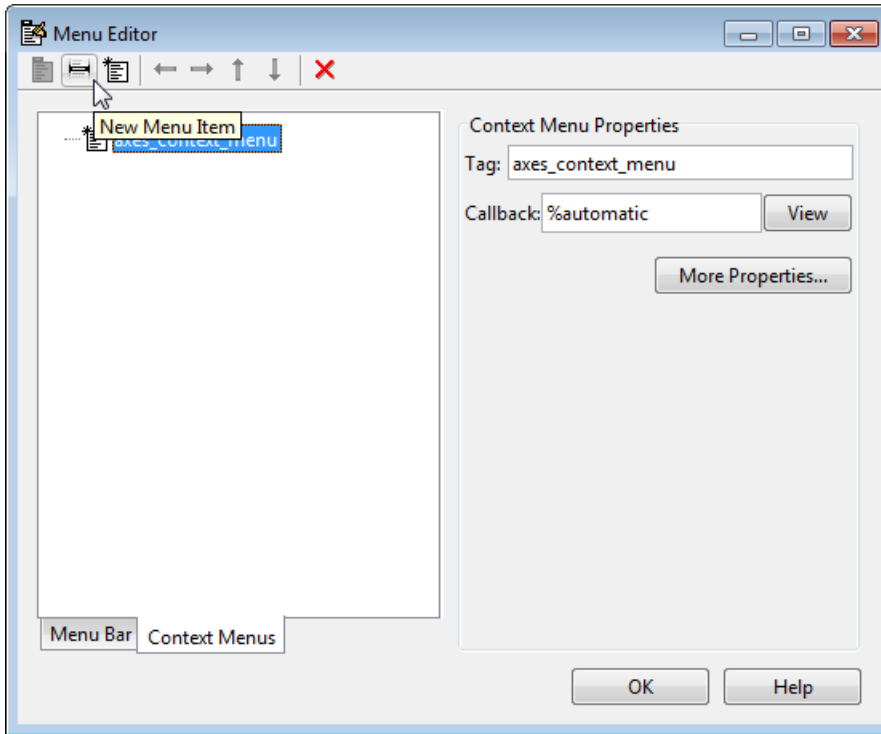 Menu Editor
New Menu Item
axes_context_menu
Context Menu Properties
Tag: axes_context_menu
Callback: %automatic View
More Properties...
Menu Bar Context Menus
OK Help